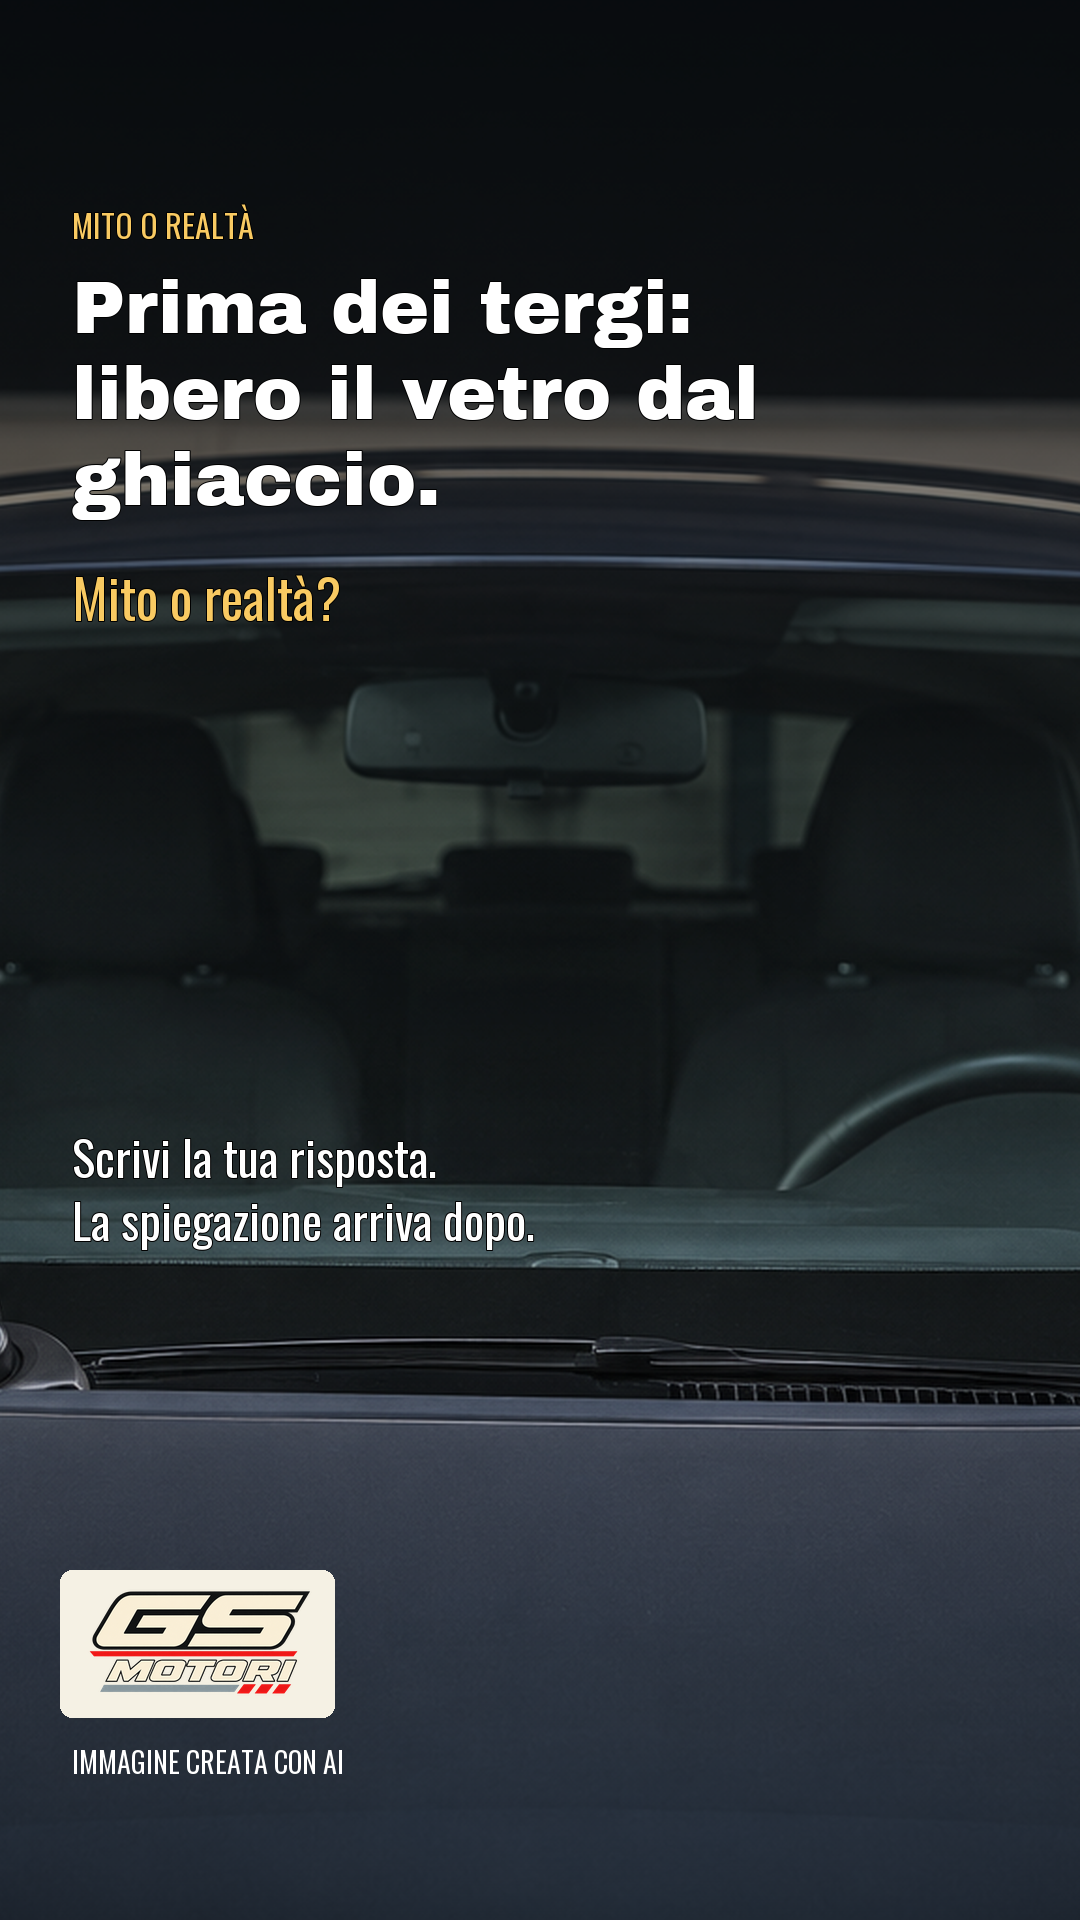 MITO O REALTÀ
Prima dei tergi:
libero il vetro dal
ghiaccio.
Mito o realtà?
Scrivi la tua risposta.
La spiegazione arriva dopo.
GS
MOTORI
IMMAGINE CREATA CON AI